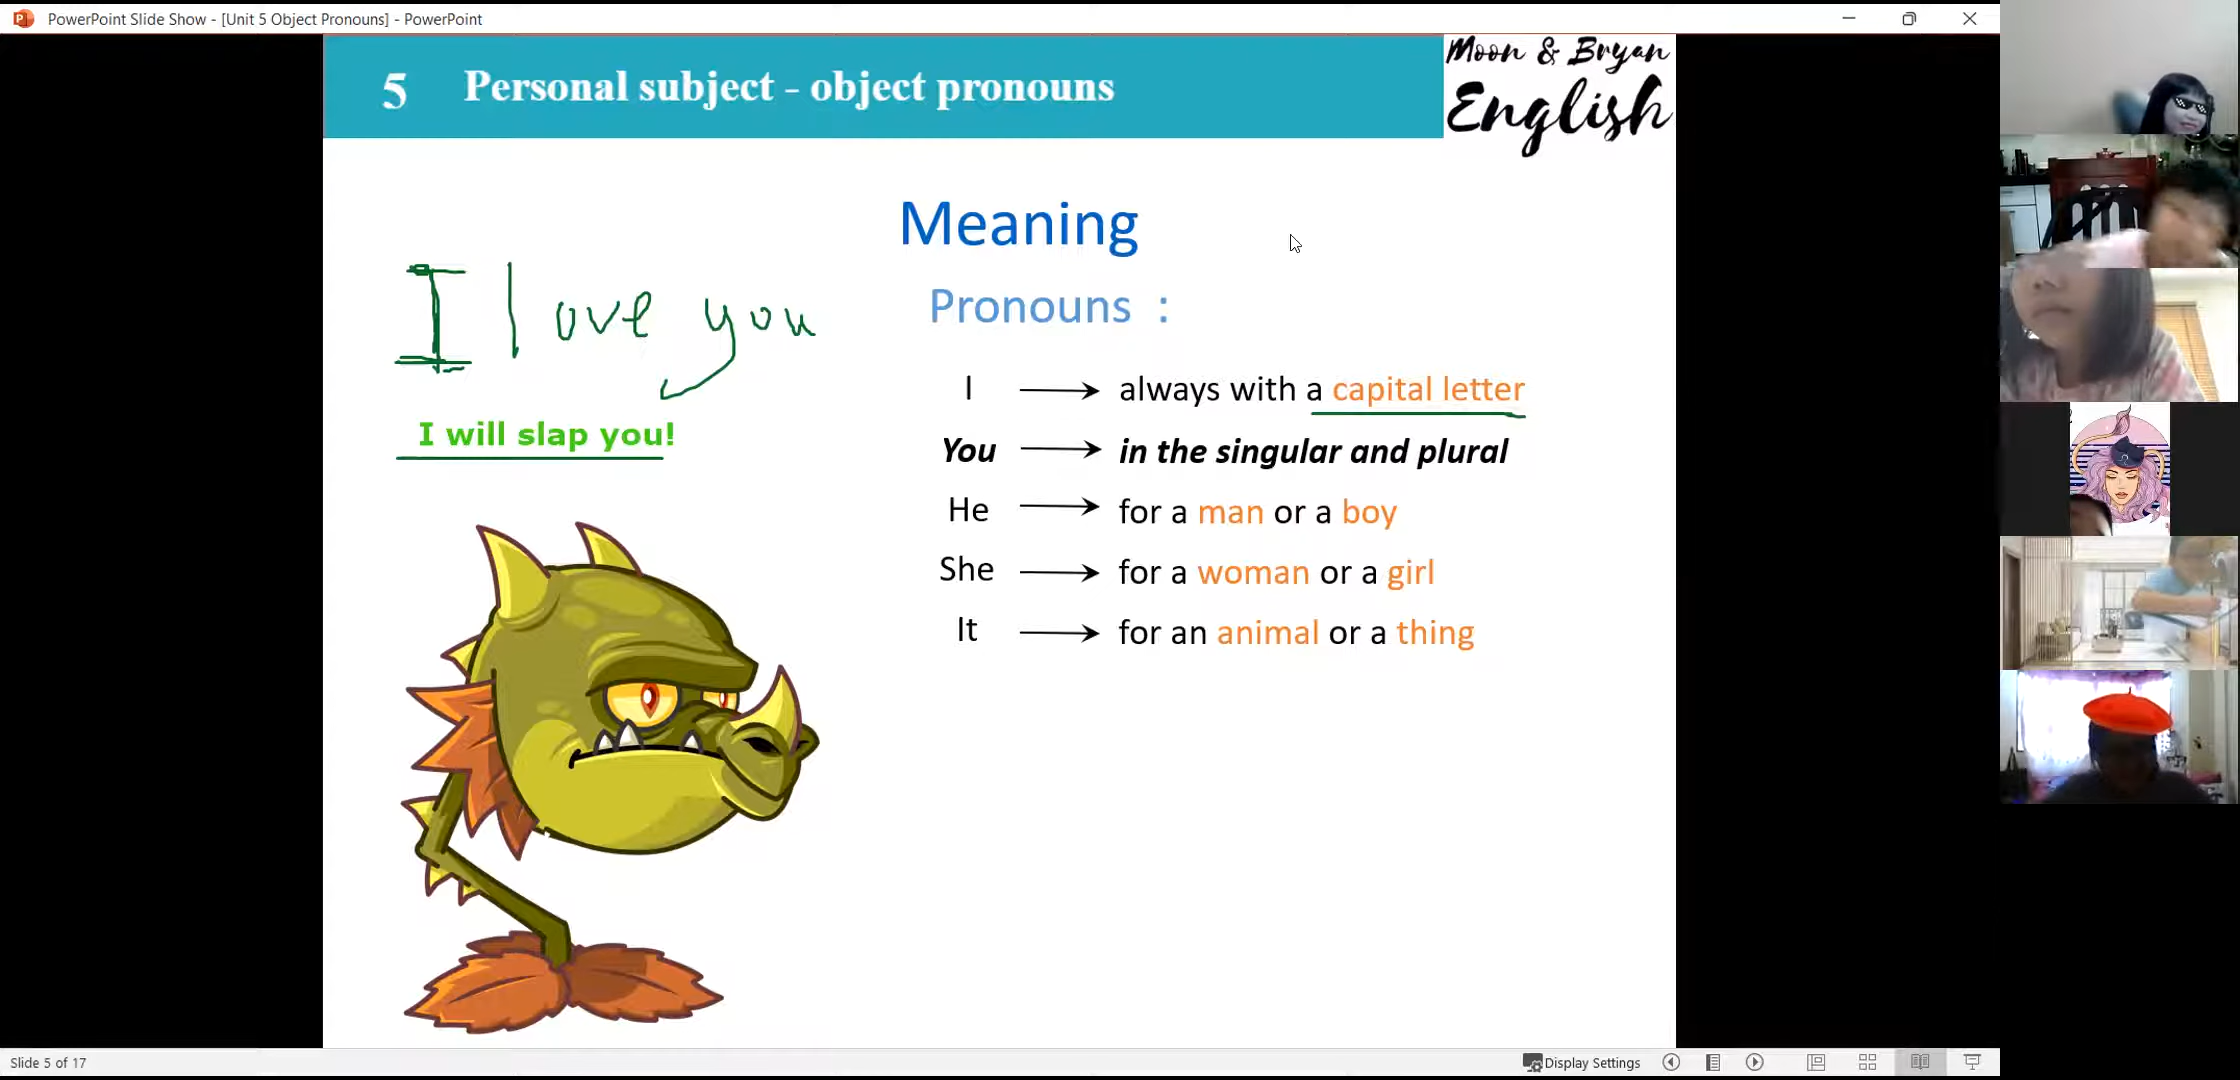 PowerPoint Slide Show - [Unit 5 Object Pronouns] - PowerPoint
5 Personal subject - object pronouns
Moon & Bryan
English
Meaning
Pronouns :
I love you
I will slap you!
I → always with a capital letter
You → in the singular and plural
He → for a man or a boy
She → for a woman or a girl
It → for an animal or a thing
Slide 5 of 17
Display Settings